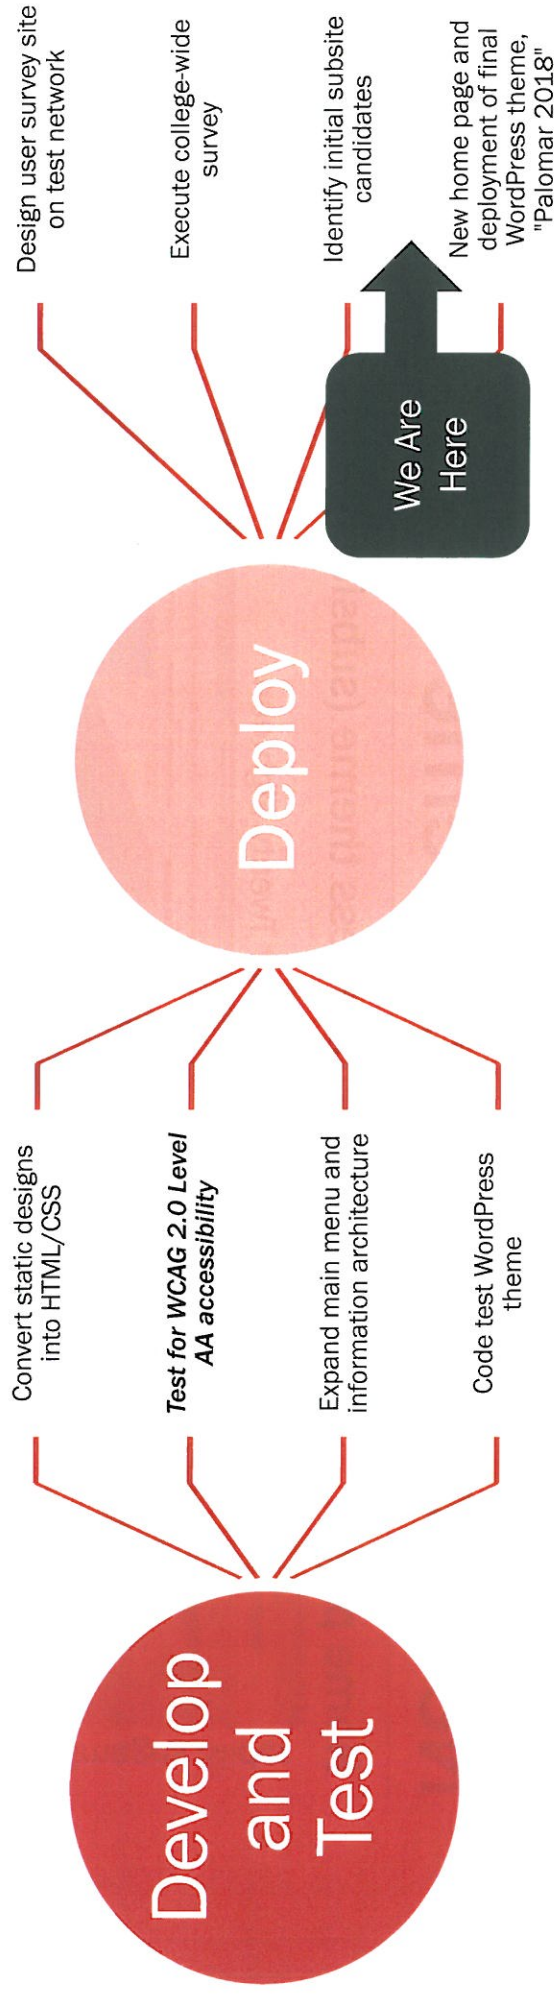 Develop
and
Test
Convert static designs
into HTML/CSS
Test for WCAG 2.0 Level
AA accessibility
Expand main menu and
information architecture
Code test WordPress
theme
Deploy
Design user survey site
on test network
Execute college-wide
survey
Identify initial subsite
candidates
New home page and
deployment of final
WordPress theme,
"Palomar 2018"
We Are
Here